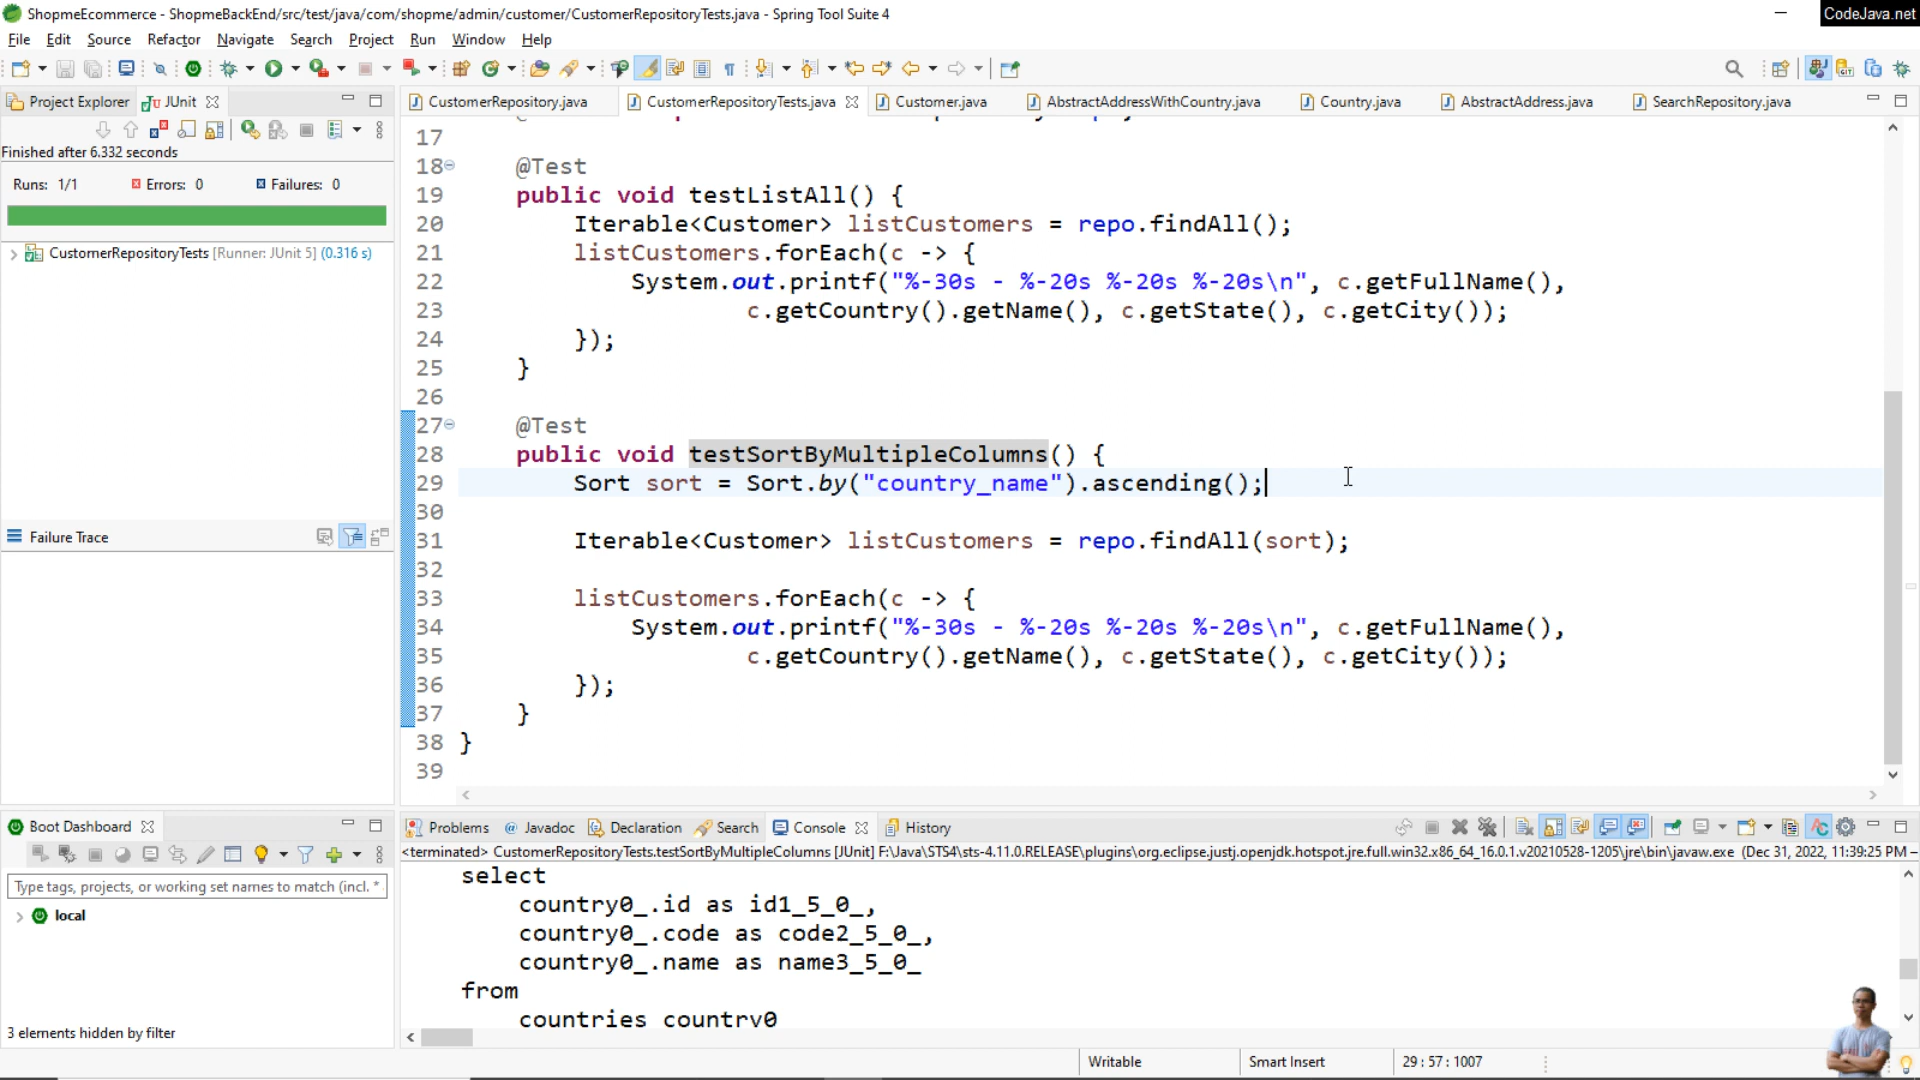 ShopmeEcommerce - ShopmeBackEnd/src/test/java/com/shopme/admin/customer/CustomerRepositoryTests.java - Spring Tool Suite 4
CodeJava.net
File Edit Source Refactor Navigate Search Project Run Window Help
Project Explorer JUnit
CustomerRepository.java CustomerRepositoryTests.java Customer.java AbstractAddressWithCountry.java Country.java AbstractAddress.java SearchRepository.java
Finished after 6.332 seconds
Runs: 1/1 Errors: 0 Failures: 0
CustomerRepositoryTests [Runner: JUnit 5] (0.316 s)
Failure Trace
17
18 @Test
19 public void testListAll() {
20 Iterable<Customer> listCustomers = repo.findAll();
21 listCustomers.forEach(c -> {
22 System.out.printf("%-30s - %-20s %-20s %-20s\n", c.getFullName(),
23 c.getCountry().getName(), c.getState(), c.getCity());
24 });
25 }
26
27 @Test
28 public void testSortByMultipleColumns() {
29 Sort sort = Sort.by("country_name").ascending();
30
31 Iterable<Customer> listCustomers = repo.findAll(sort);
32
33 listCustomers.forEach(c -> {
34 System.out.printf("%-30s - %-20s %-20s %-20s\n", c.getFullName(),
35 c.getCountry().getName(), c.getState(), c.getCity());
36 });
37 }
38 }
39
Boot Dashboard
Type tags, projects, or working set names to match (incl. *
local
3 elements hidden by filter
Problems Javadoc Declaration Search Console History
<terminated> CustomerRepositoryTests.testSortByMultipleColumns [JUnit] F:\Java\STS4\sts-4.11.0.RELEASE\plugins\org.eclipse.justj.openjdk.hotspot.jre.full.win32.x86_64_16.0.1.v20210528-1205\jre\bin\javaw.exe (Dec 31, 2022, 11:39:25 PM –
select
country0_.id as id1_5_0_,
country0_.code as code2_5_0_,
country0_.name as name3_5_0_
from
countries country0
Writable Smart Insert 29 : 57 : 1007